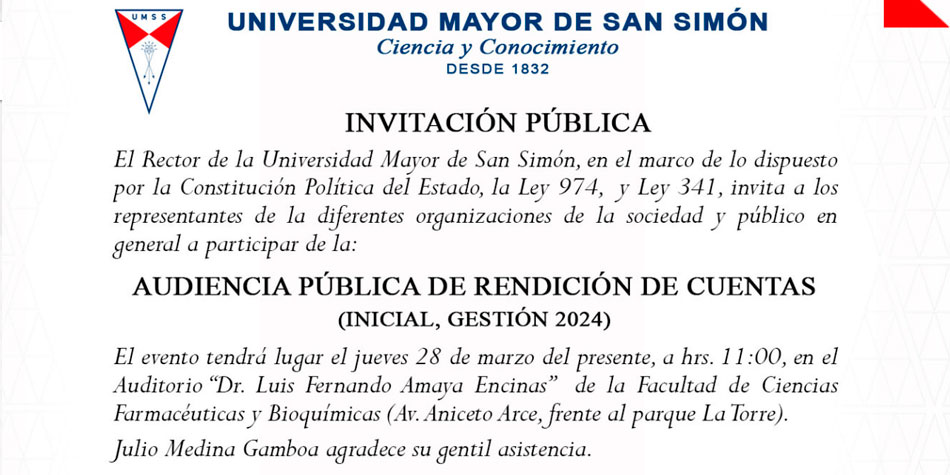 UMSS
UNIVERSIDAD MAYOR DE SAN SIMÓN
Ciencia y Conocimiento
DESDE 1832
INVITACIÓN PÚBLICA
El Rector de la Universidad Mayor de San Simón, en el marco de lo dispuesto
por la Constitución Política del Estado, la Ley 974, y Ley 341, invita a los
representantes de la diferentes organizaciones de la sociedad y público en
general a participar de la:
AUDIENCIA PÚBLICA DE RENDICIÓN DE CUENTAS
(INICIAL, GESTIÓN 2024)
El evento tendrá lugar el jueves 28 de marzo del presente, a hrs. 11:00, en el
Auditorio “Dr. Luis Fernando Amaya Encinas” de la Facultad de Ciencias
Farmacéuticas y Bioquímicas (Av. Aniceto Arce, frente al parque La Torre).
Julio Medina Gamboa agradece su gentil asistencia.